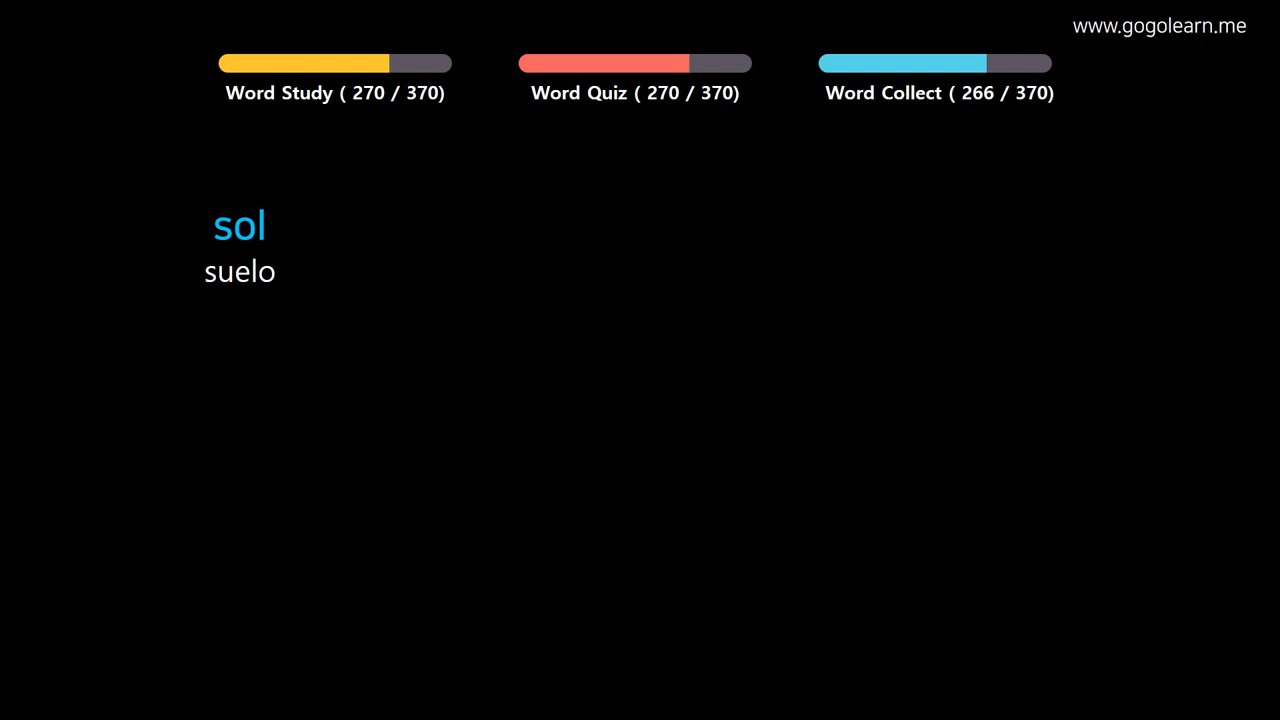 www.gogolearn.me
Word Study ( 270 / 370)
Word Quiz ( 270 / 370)
Word Collect ( 266 / 370)
sol
suelo